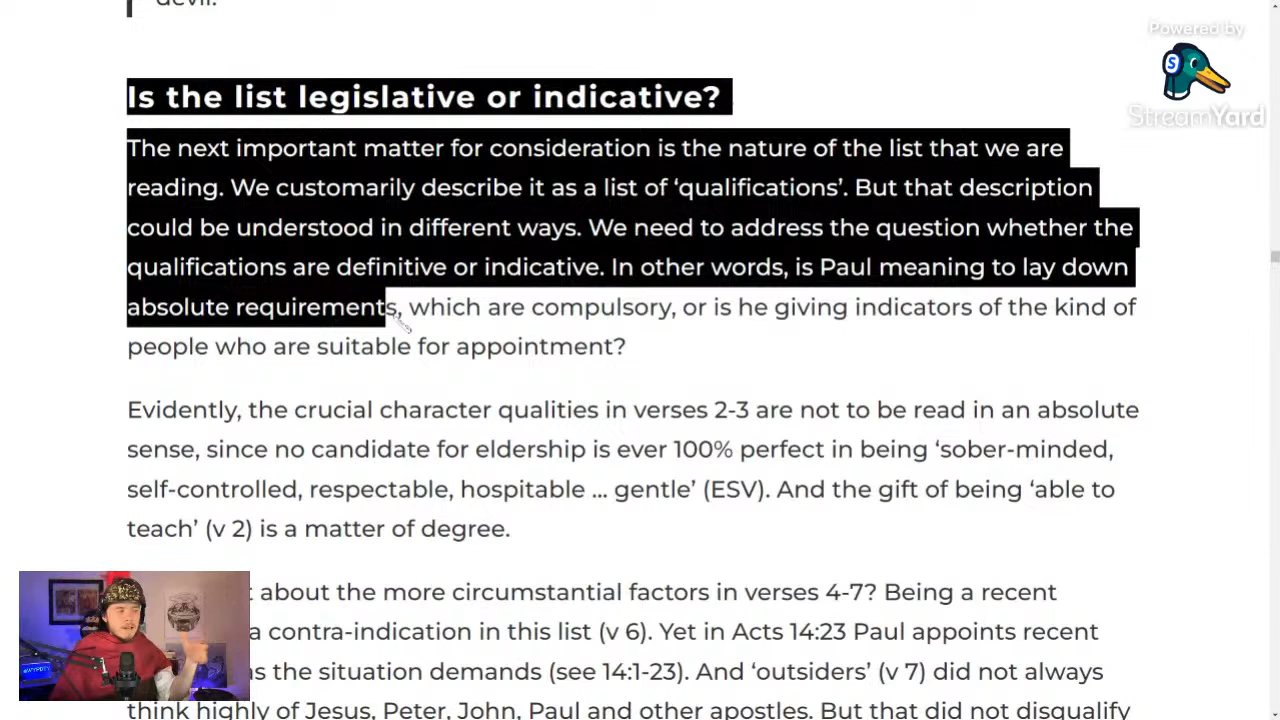 devil.
Powered by
StreamYard
Is the list legislative or indicative?
The next important matter for consideration is the nature of the list that we are
reading. We customarily describe it as a list of ‘qualifications’. But that description
could be understood in different ways. We need to address the question whether the
qualifications are definitive or indicative. In other words, is Paul meaning to lay down
absolute requirements, which are compulsory, or is he giving indicators of the kind of
people who are suitable for appointment?
Evidently, the crucial character qualities in verses 2-3 are not to be read in an absolute
sense, since no candidate for eldership is ever 100% perfect in being ‘sober-minded,
self-controlled, respectable, hospitable ... gentle’ (ESV). And the gift of being ‘able to
teach’ (v 2) is a matter of degree.
about the more circumstantial factors in verses 4-7? Being a recent
a contra-indication in this list (v 6). Yet in Acts 14:23 Paul appoints recent
the situation demands (see 14:1-23). And ‘outsiders’ (v 7) did not always
think highly of Jesus, Peter, John, Paul and other apostles. But that did not disqualify